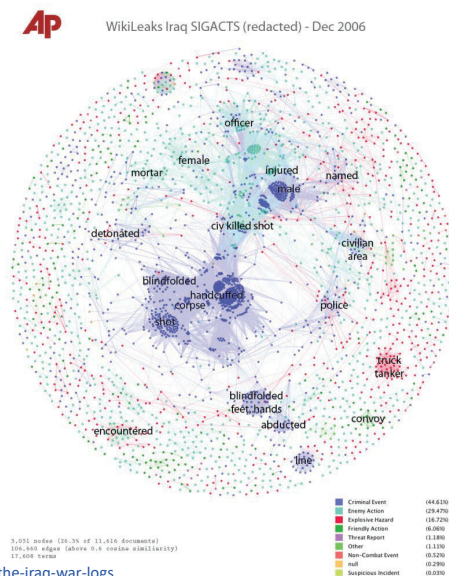 AP
WikiLeaks Iraq SIGACTS (redacted) - Dec 2006
officer
female
mortar
injured
named
male
detonated
civ killed shot
civilian
area
blindfolded
handcuffed
corpse
police
shot
truck
tanker
blindfolded
feet, hands
convoy
abducted
encountered
line
Criminal Event (44.61%)
Enemy Action (29.47%)
Explosive Hazard (16.72%)
Friendly Action (6.06%)
Threat Report (1.18%)
Other (1.11%)
Non-Combat Event (0.52%)
null (0.29%)
Suspicious Incident (0.03%)
3,051 nodes (26.3% of 11,616 documents)
106,660 edges (above 0.6 cosine similiarity)
17,608 terms
the-iraq-war-logs